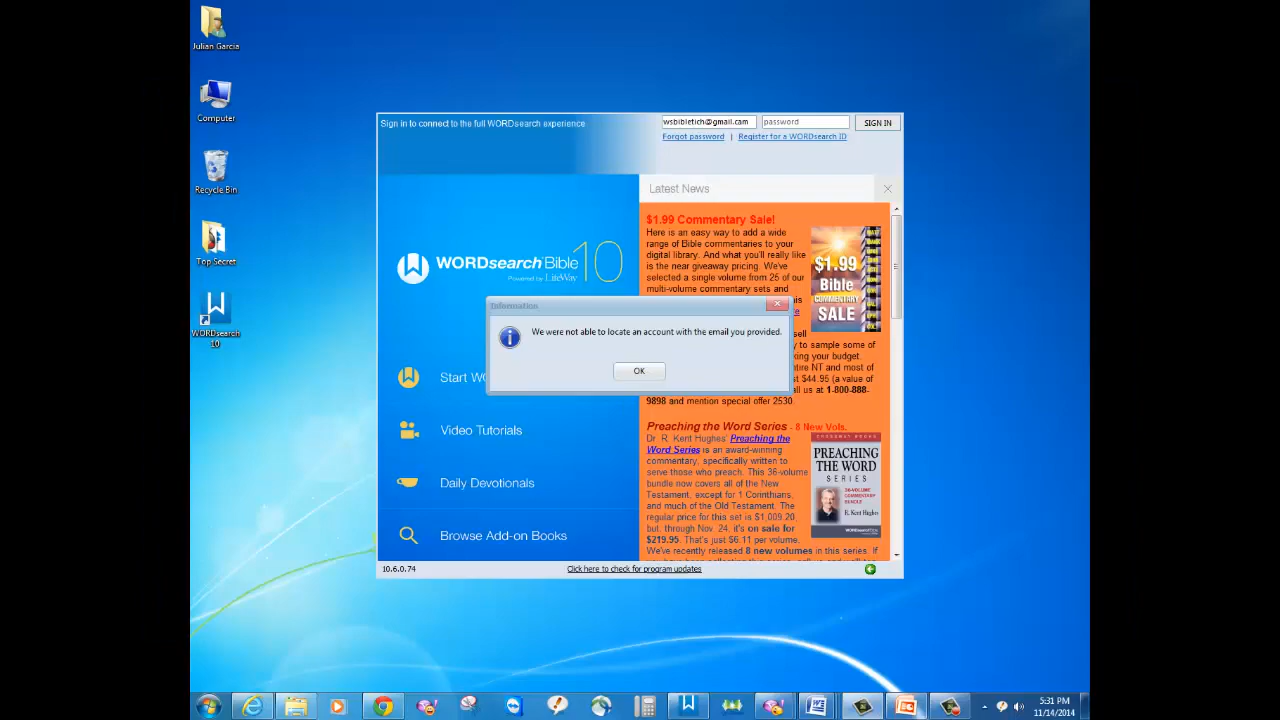 Julian Garcia
Computer
Recycle Bin
Top Secret
WORDsearch
10
Sign in to connect to the full WORDsearch experience
wsbibletich@gmail.cam
password
SIGN IN
Forgot password | Register for a WORDsearch ID
WORDsearch Bible 10
Powered by LifeWay
Start WO
Video Tutorials
Daily Devotionals
Browse Add-on Books
Latest News
$1.99 Commentary Sale!
Here is an easy way to add a wide
range of Bible commentaries to your
digital library. And what you'll really like
is the near giveaway pricing. We've
selected a single volume from 25 of our
multi-volume commentary sets and
$1.99
Bible
COMMENTARY
SALE
Information
We were not able to locate an account with the email you provided.
OK
sell
y to sample some of
king your budget.
tire NT and most of
st $44.95 (a value of
all us at 1-800-888-
9898 and mention special offer 2530
Preaching the Word Series - 8 New Vols.
Dr. R. Kent Hughes' Preaching the
Word Series is an award-winning
commentary, specifically written to
serve those who preach. This 36-volume
bundle now covers all of the New
Testament, except for 1 Corinthians,
and much of the Old Testament. The
regular price for this set is $1,009.20,
but, through Nov. 24, it's on sale for
$219.95. That's just $6.11 per volume.
We've recently released 8 new volumes in this series. If
CROSSWAY BOOKS
PREACHING
THE WORD
SERIES
36-VOLUME
COMMENTARY
BUNDLE
R. Kent Hughes
WORDsearch Bible
10.6.0.74
Click here to check for program updates
5:31 PM
11/14/2014